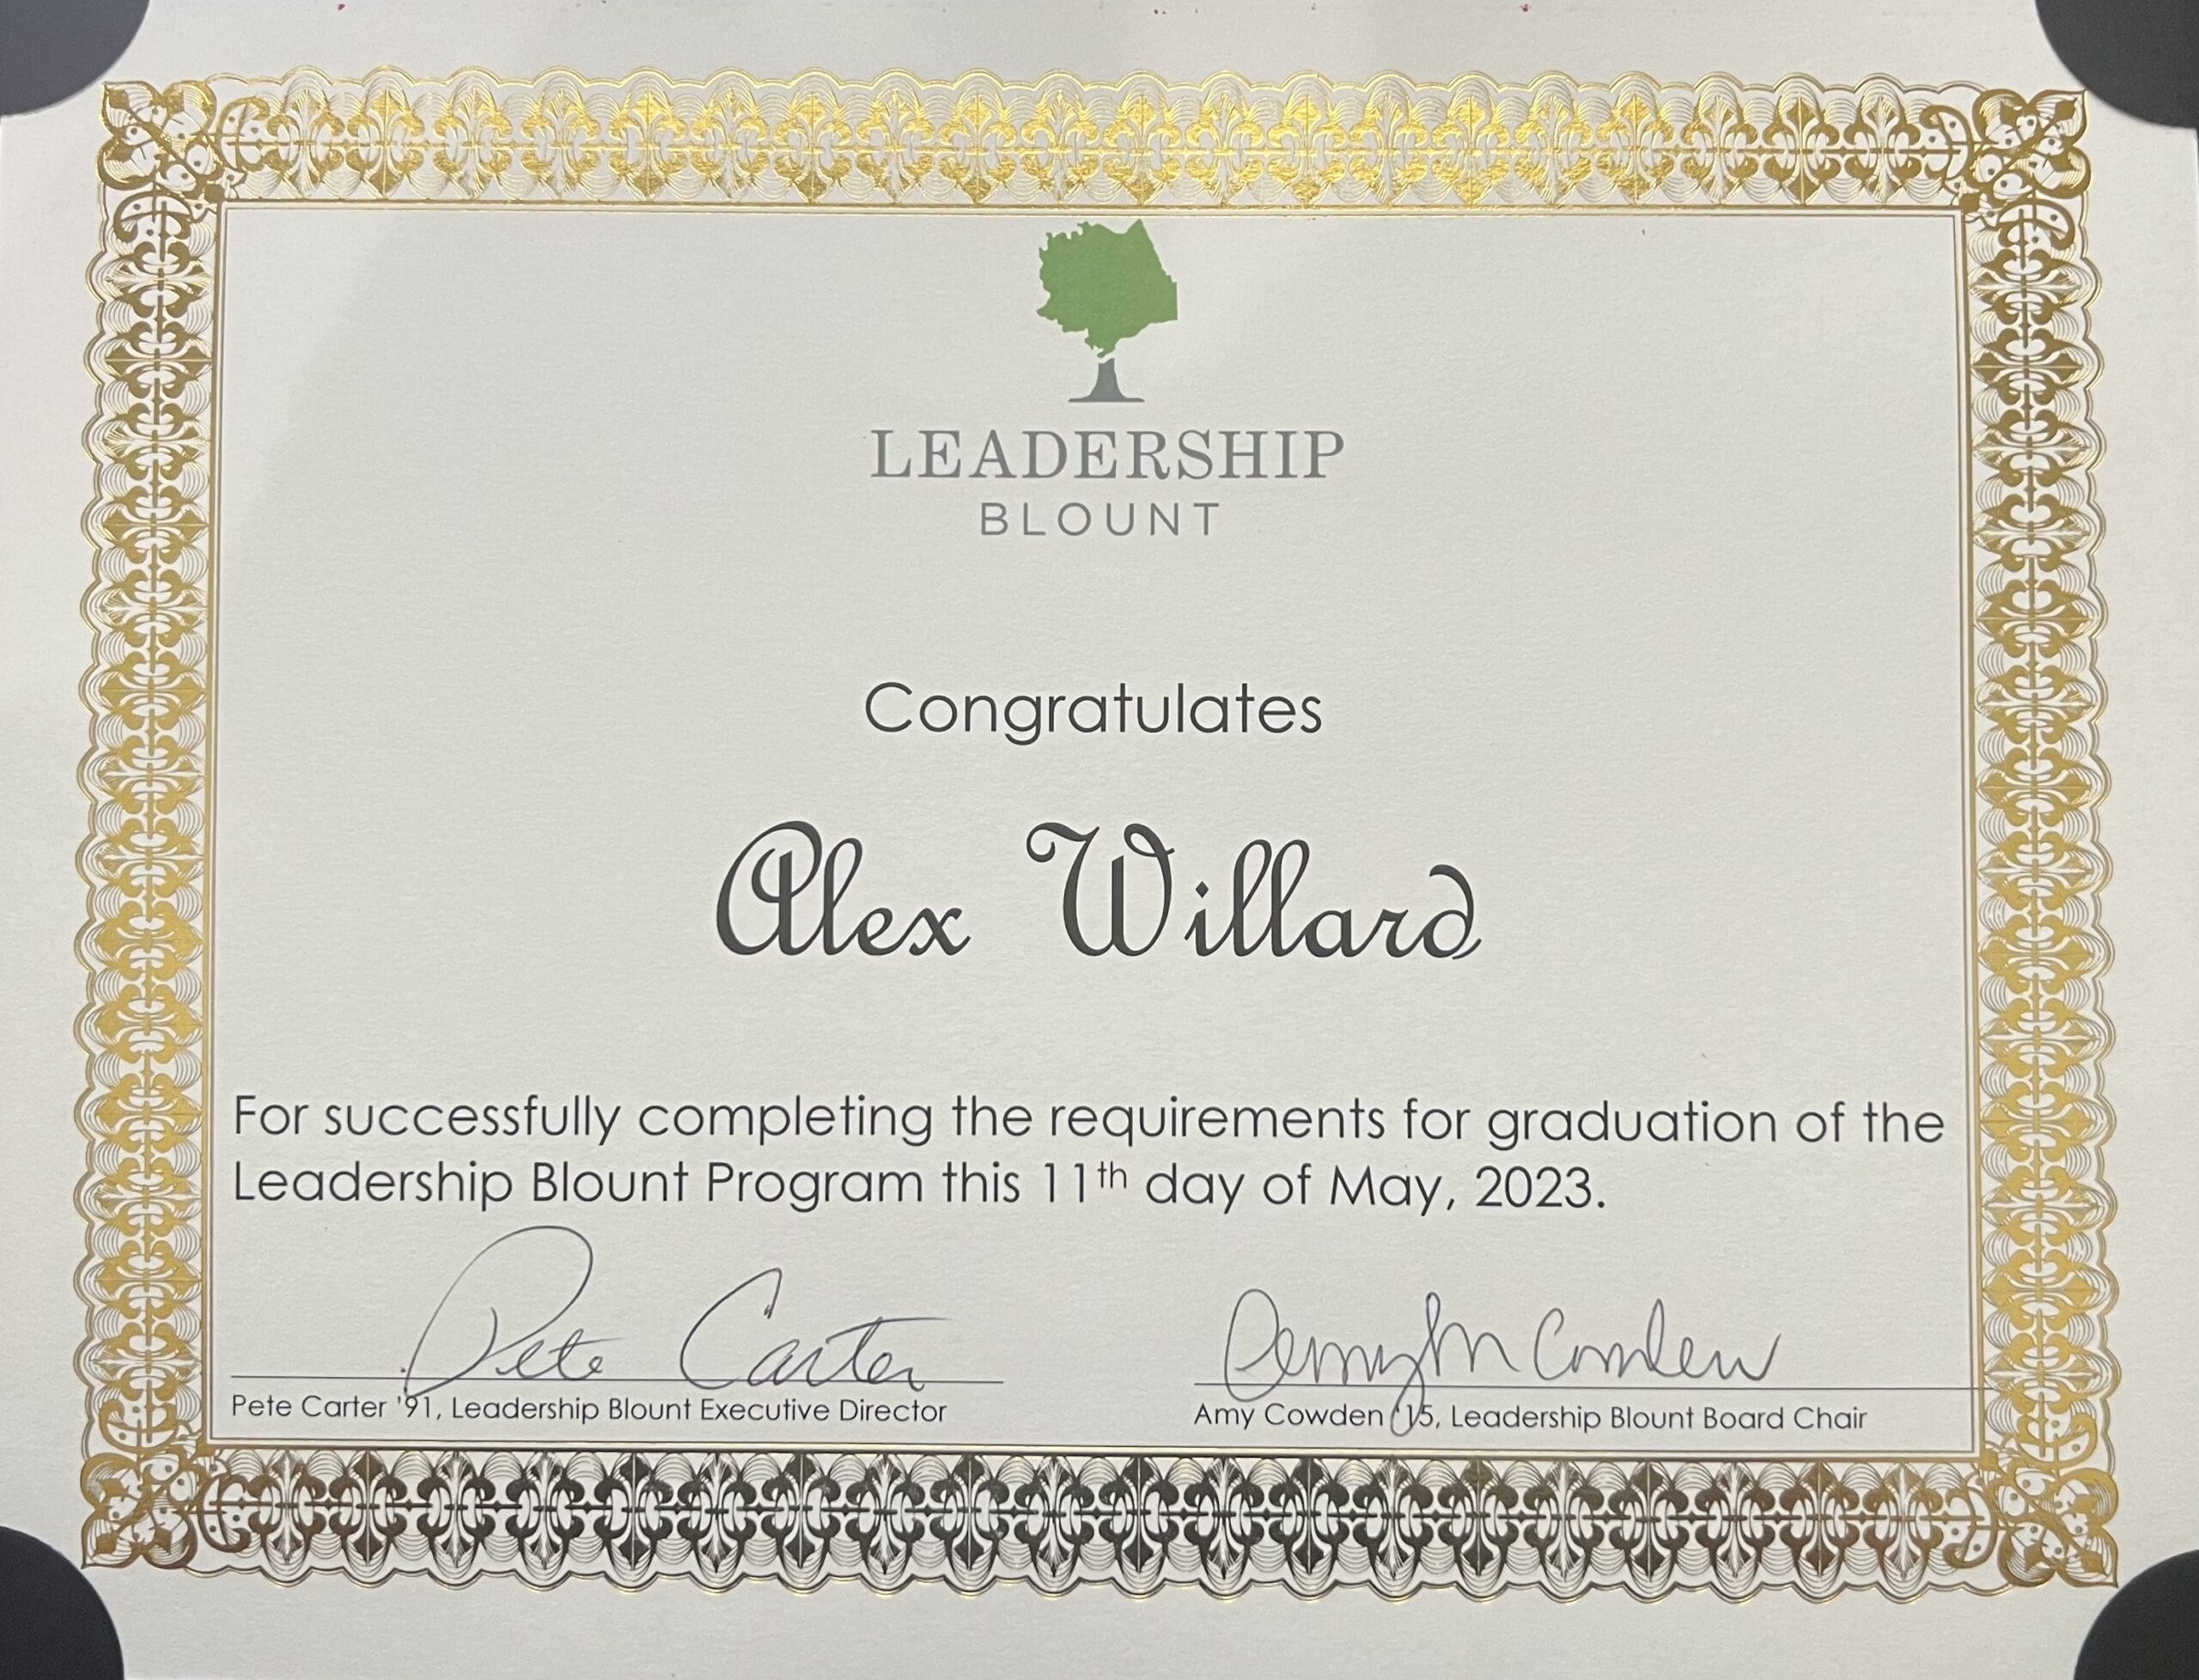 LEADERSHIP
BLOUNT
Congratulates
Alex Willard
For successfully completing the requirements for graduation of the
Leadership Blount Program this 11th day of May, 2023.
Pete Carter
Pete Carter '91, Leadership Blount Executive Director
Amy M Cowden
Amy Cowden '15, Leadership Blount Board Chair